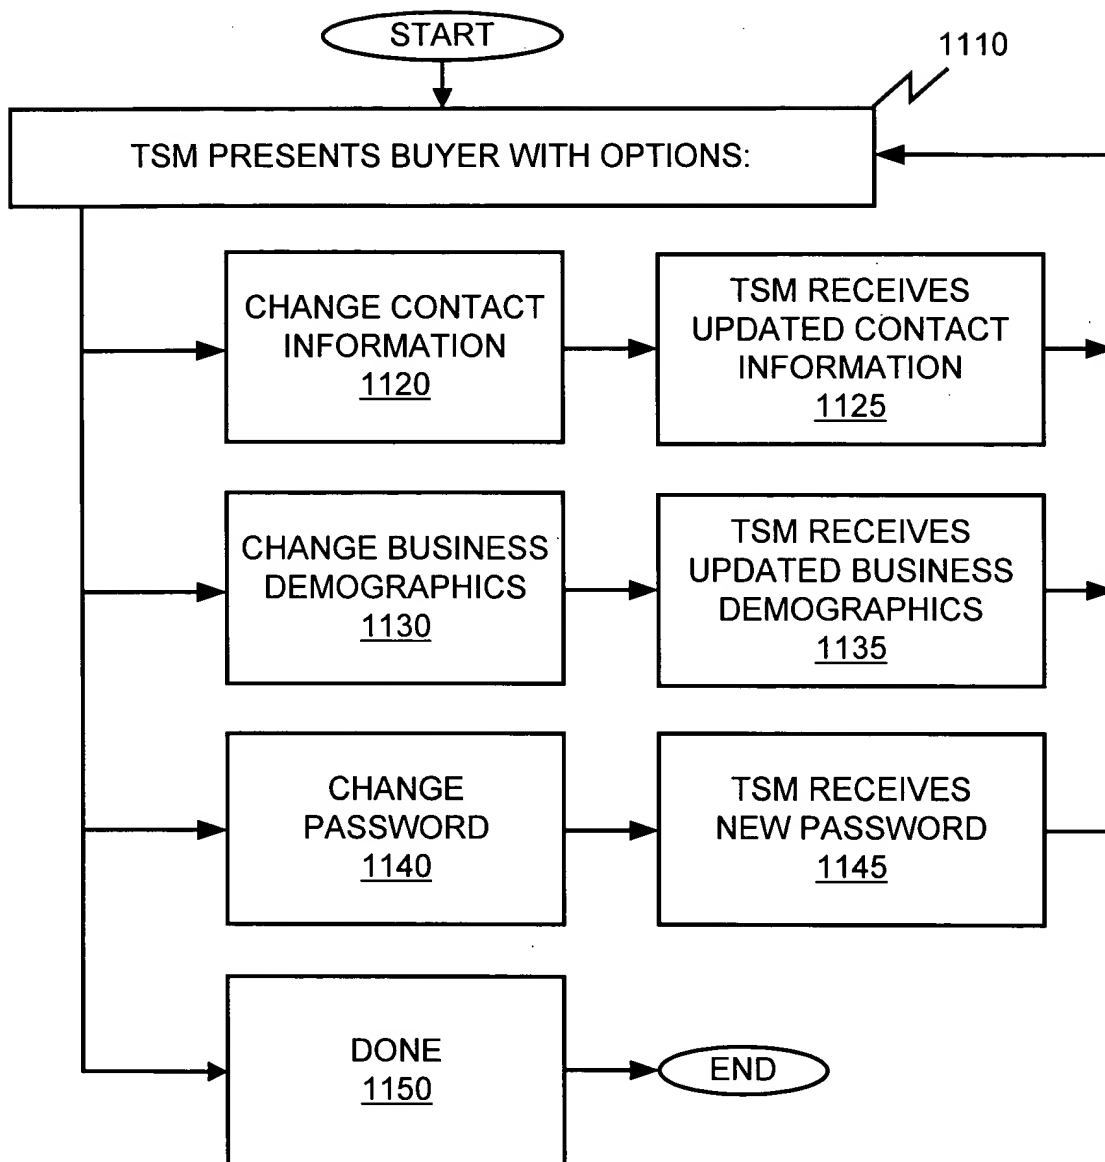 START
1110
TSM PRESENTS BUYER WITH OPTIONS:
CHANGE CONTACT
INFORMATION
1120
TSM RECEIVES
UPDATED CONTACT
INFORMATION
1125
CHANGE BUSINESS
DEMOGRAPHICS
1130
TSM RECEIVES
UPDATED BUSINESS
DEMOGRAPHICS
1135
CHANGE
PASSWORD
1140
TSM RECEIVES
NEW PASSWORD
1145
DONE
1150
END